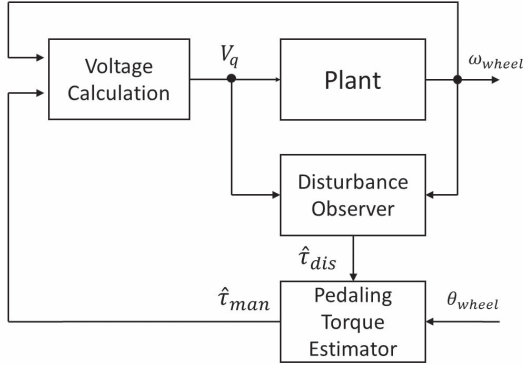 Voltage
Calculation
V_q
Plant
ω_wheel
Disturbance
Observer
τ̂_dis
τ̂_man
Pedaling
Torque
Estimator
θ_wheel